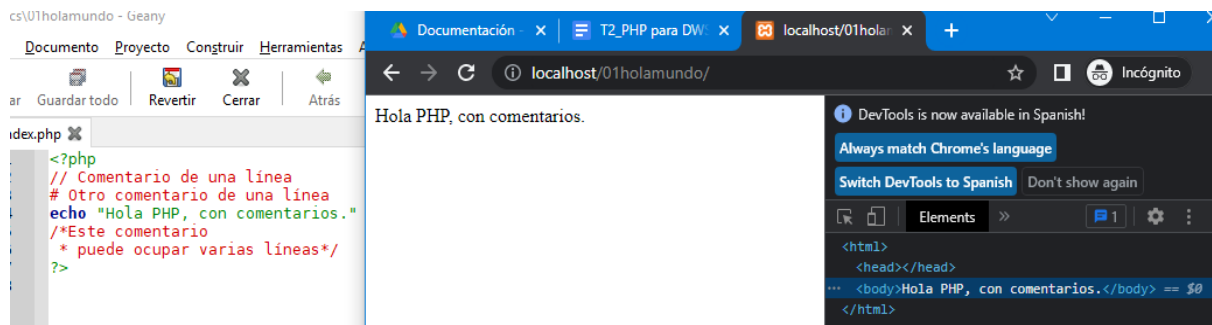 cs\01holamundo - Geany
Documento Proyecto Construir Herramientas
ar Guardar todo Revertir Cerrar Atrás
ndex.php
<?php
// Comentario de una línea
# Otro comentario de una línea
echo "Hola PHP, con comentarios."
/*Este comentario
* puede ocupar varias líneas*/
?>
Documentación - T2_PHP para DW localhost/01holar
localhost/01holamundo/ Incógnito
Hola PHP, con comentarios.
DevTools is now available in Spanish!
Always match Chrome's language
Switch DevTools to Spanish Don't show again
Elements » 1
<html>
<head></head>
··· <body>Hola PHP, con comentarios.</body> == $0
</html>